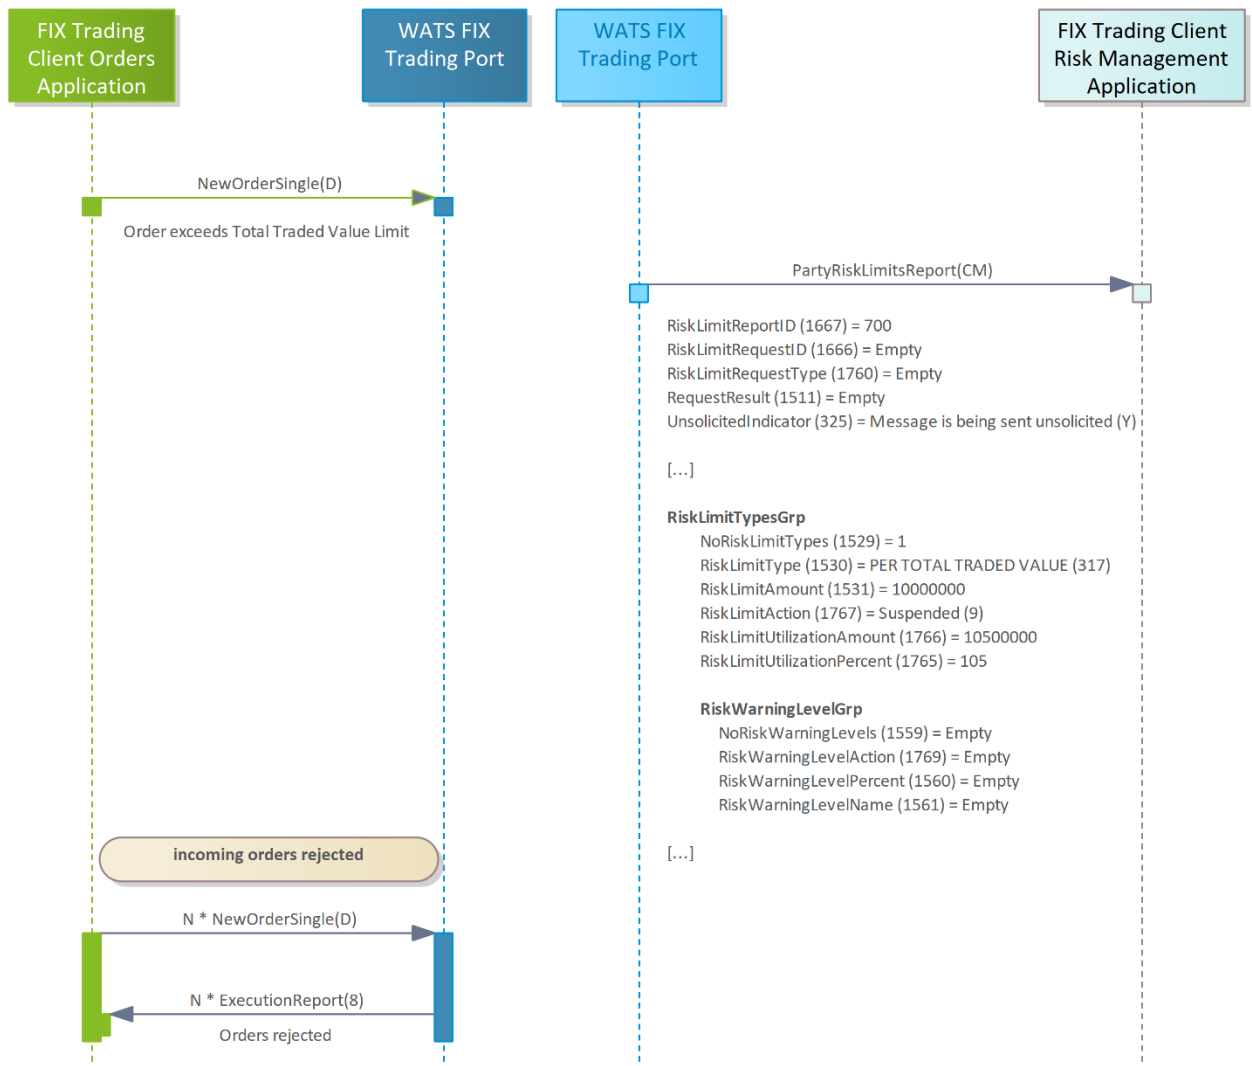 FIX Trading
Client Orders
Application
WATS FIX
Trading Port
WATS FIX
Trading Port
FIX Trading Client
Risk Management
Application
NewOrderSingle(D)
Order exceeds Total Traded Value Limit
PartyRiskLimitsReport(CM)
RiskLimitReportID (1667) = 700
RiskLimitRequestID (1666) = Empty
RiskLimitRequestType (1760) = Empty
RequestResult (1511) = Empty
UnsolicitedIndicator (325) = Message is being sent unsolicited (Y)
[...]
RiskLimitTypesGrp
NoRiskLimitTypes (1529) = 1
RiskLimitType (1530) = PER TOTAL TRADED VALUE (317)
RiskLimitAmount (1531) = 10000000
RiskLimitAction (1767) = Suspended (9)
RiskLimitUtilizationAmount (1766) = 10500000
RiskLimitUtilizationPercent (1765) = 105
RiskWarningLevelGrp
NoRiskWarningLevels (1559) = Empty
RiskWarningLevelAction (1769) = Empty
RiskWarningLevelPercent (1560) = Empty
RiskWarningLevelName (1561) = Empty
[...]
incoming orders rejected
N * NewOrderSingle(D)
N * ExecutionReport(8)
Orders rejected